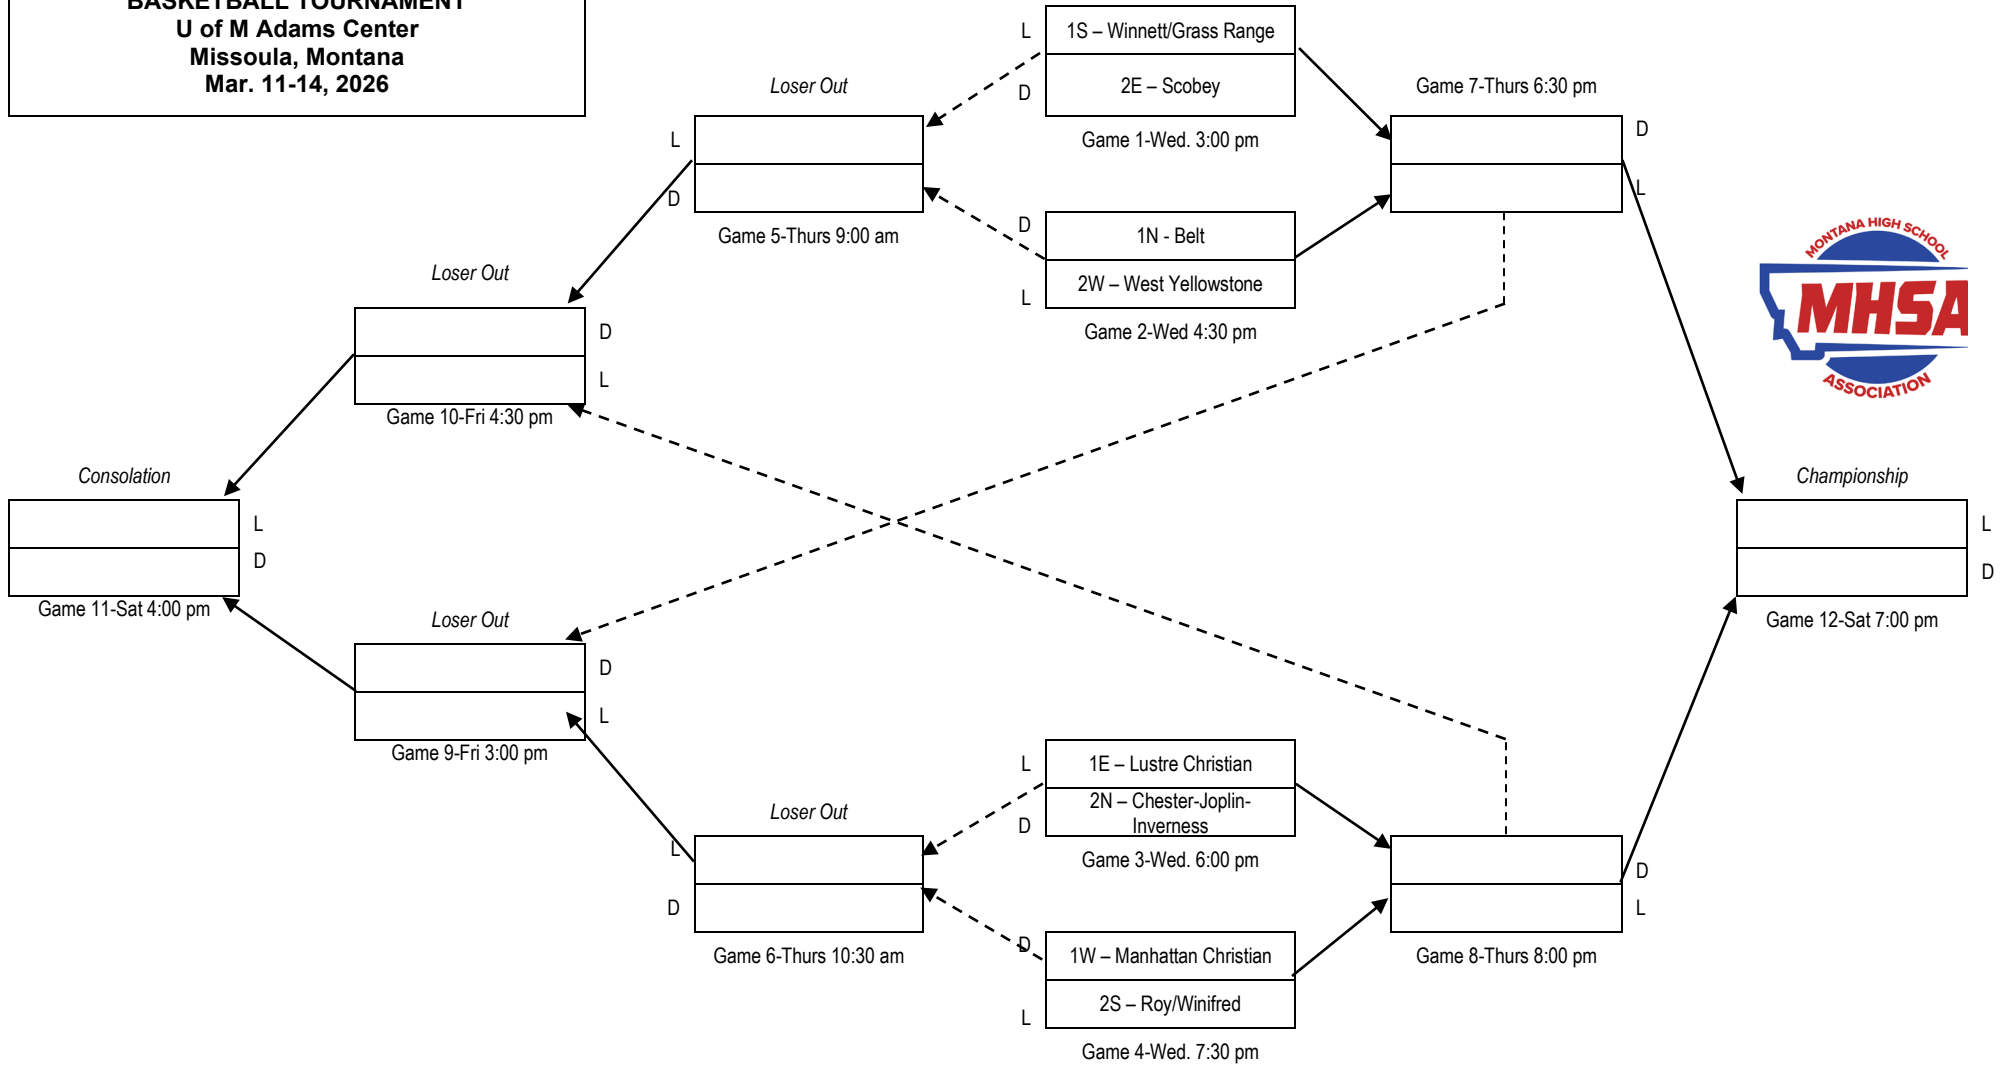 BASKETBALL TOURNAMENT
U of M Adams Center
Missoula, Montana
Mar. 11-14, 2026
L
1S – Winnett/Grass Range
D
2E – Scobey
Game 1-Wed. 3:00 pm
Loser Out
L
D
Game 5-Thurs 9:00 am
Game 7-Thurs 6:30 pm
D
L
D
1N - Belt
L
2W – West Yellowstone
Game 2-Wed 4:30 pm
MONTANA HIGH SCHOOL
MHSA
ASSOCIATION
Loser Out
D
L
Game 10-Fri 4:30 pm
Consolation
L
D
Game 11-Sat 4:00 pm
Championship
L
D
Game 12-Sat 7:00 pm
Loser Out
D
L
Game 9-Fri 3:00 pm
L
1E – Lustre Christian
D
2N – Chester-Joplin-
Inverness
Game 3-Wed. 6:00 pm
Loser Out
L
D
Game 6-Thurs 10:30 am
D
L
Game 8-Thurs 8:00 pm
D
1W – Manhattan Christian
L
2S – Roy/Winifred
Game 4-Wed. 7:30 pm